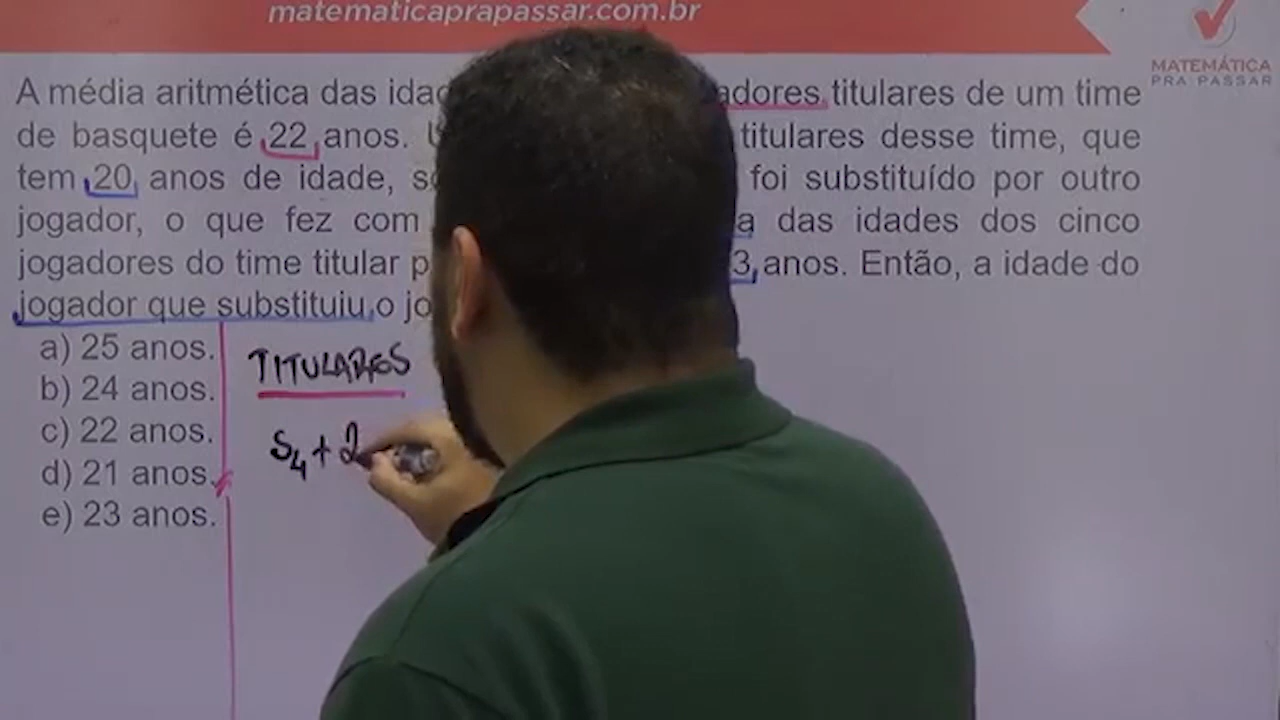 matematicaprapassar.com.br
MATEMÁTICA
PRA PASSAR
A média aritmética das titulares de um time
de basquete é 22 anos. titulares desse time, que
tem 20 anos de idade, foi substituído por outro
jogador, o que fez com das idades dos cinco
jogadores do time titular anos. Então, a idade do
jogador que substituiu o
a) 25 anos.
b) 24 anos.
c) 22 anos.
d) 21 anos.
e) 23 anos.
TITULARES
S4 + 2